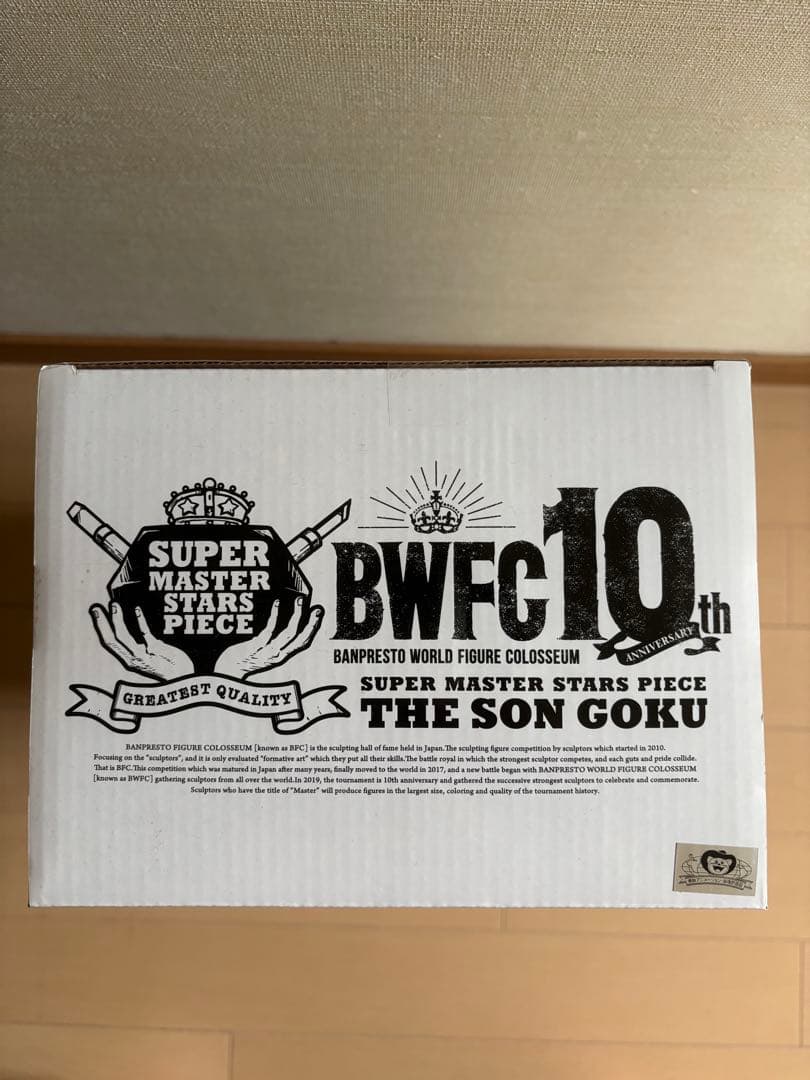 SUPER
MASTER
STARS
PIECE
GREATEST QUALITY
BWFC10th
ANNIVERSARY
BANPRESTO WORLD FIGURE COLOSSEUM
SUPER MASTER STARS PIECE
THE SON GOKU
BANPRESTO FIGURE COLOSSEUM [known as BFC] is the sculpting hall of fame held in Japan.The sculpting figure competition by sculptors which started in 2010.
Focusing on the "sculptors", and it is only evaluated "formative art" which they put all their skills.The battle royal in which the strongest sculptor competes, and each guts and pride collide.
That is BFC.This competition which was matured in Japan after many years, finally moved to the world in 2017, and a new battle began with BANPRESTO WORLD FIGURE COLOSSEUM
[known as BWFC] gathering sculptors from all over the world.In 2019, the tournament is 10th anniversary and gathered the successive strongest sculptors to celebrate and commemorate.
Sculptors who have the title of "Master" will produce figures in the largest size, coloring and quality of the tournament history.